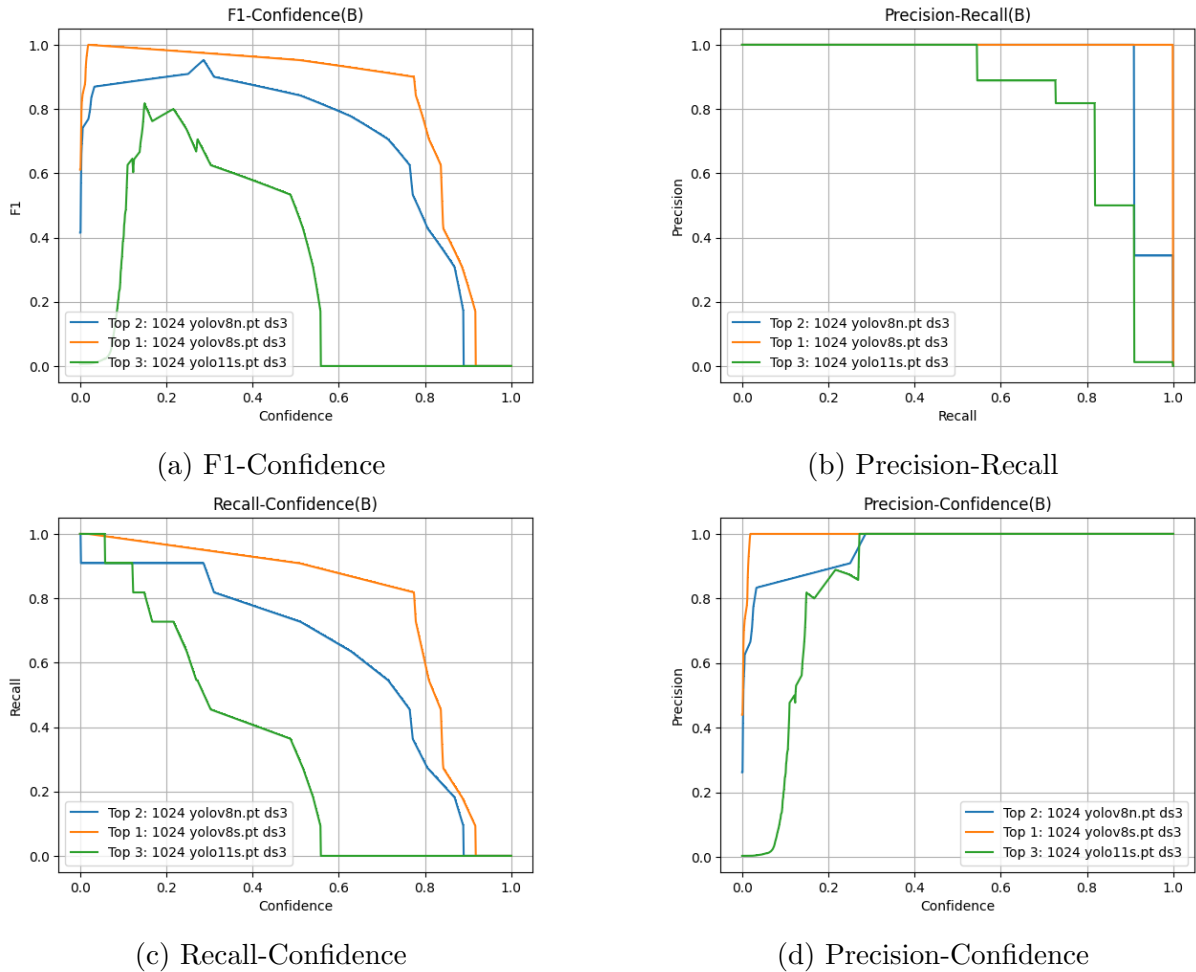 F1-Confidence(B)
1.0
0.8
0.6
0.4
0.2
0.0
F1
Top 2: 1024 yolov8n.pt ds3
Top 1: 1024 yolov8s.pt ds3
Top 3: 1024 yolo11s.pt ds3
0.0 0.2 0.4 0.6 0.8 1.0
Confidence
(a) F1-Confidence
Precision-Recall(B)
1.0
0.8
0.6
0.4
0.2
0.0
Precision
Top 2: 1024 yolov8n.pt ds3
Top 1: 1024 yolov8s.pt ds3
Top 3: 1024 yolo11s.pt ds3
0.0 0.2 0.4 0.6 0.8 1.0
Recall
(b) Precision-Recall
Recall-Confidence(B)
1.0
0.8
0.6
0.4
0.2
0.0
Recall
Top 2: 1024 yolov8n.pt ds3
Top 1: 1024 yolov8s.pt ds3
Top 3: 1024 yolo11s.pt ds3
0.0 0.2 0.4 0.6 0.8 1.0
Confidence
(c) Recall-Confidence
Precision-Confidence(B)
1.0
0.8
0.6
0.4
0.2
0.0
Precision
Top 2: 1024 yolov8n.pt ds3
Top 1: 1024 yolov8s.pt ds3
Top 3: 1024 yolo11s.pt ds3
0.0 0.2 0.4 0.6 0.8 1.0
Confidence
(d) Precision-Confidence